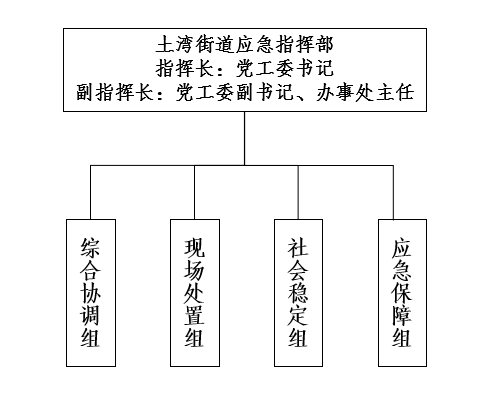 土湾街道应急指挥部
指挥长：党工委书记
副指挥长：党工委副书记、办事处主任
综合协调组
现场处置组
社会稳定组
应急保障组